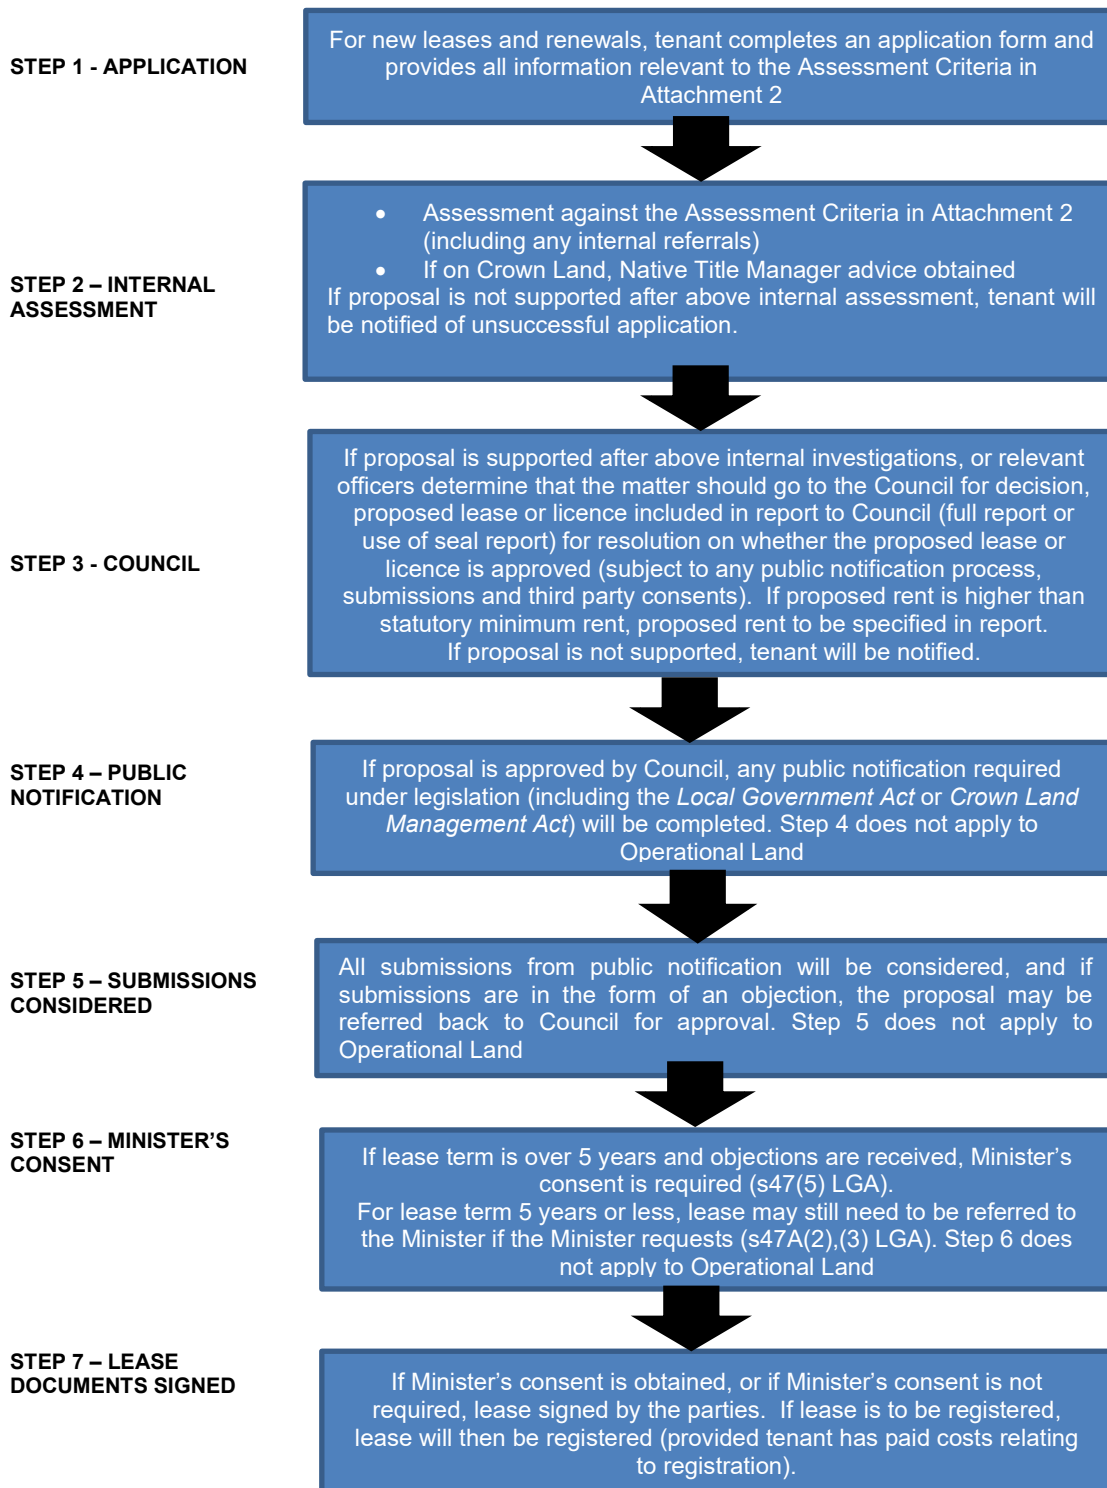 STEP 1 - APPLICATION
For new leases and renewals, tenant completes an application form and
provides all information relevant to the Assessment Criteria in
Attachment 2
STEP 2 – INTERNAL
ASSESSMENT
• Assessment against the Assessment Criteria in Attachment 2
(including any internal referrals)
• If on Crown Land, Native Title Manager advice obtained
If proposal is not supported after above internal assessment, tenant will
be notified of unsuccessful application.
STEP 3 - COUNCIL
If proposal is supported after above internal investigations, or relevant
officers determine that the matter should go to the Council for decision,
proposed lease or licence included in report to Council (full report or
use of seal report) for resolution on whether the proposed lease or
licence is approved (subject to any public notification process,
submissions and third party consents). If proposed rent is higher than
statutory minimum rent, proposed rent to be specified in report.
If proposal is not supported, tenant will be notified.
STEP 4 – PUBLIC
NOTIFICATION
If proposal is approved by Council, any public notification required
under legislation (including the Local Government Act or Crown Land
Management Act) will be completed. Step 4 does not apply to
Operational Land
STEP 5 – SUBMISSIONS
CONSIDERED
All submissions from public notification will be considered, and if
submissions are in the form of an objection, the proposal may be
referred back to Council for approval. Step 5 does not apply to
Operational Land
STEP 6 – MINISTER'S
CONSENT
If lease term is over 5 years and objections are received, Minister's
consent is required (s47(5) LGA).
For lease term 5 years or less, lease may still need to be referred to
the Minister if the Minister requests (s47A(2),(3) LGA). Step 6 does
not apply to Operational Land
STEP 7 – LEASE
DOCUMENTS SIGNED
If Minister's consent is obtained, or if Minister's consent is not
required, lease signed by the parties. If lease is to be registered,
lease will then be registered (provided tenant has paid costs relating
to registration).